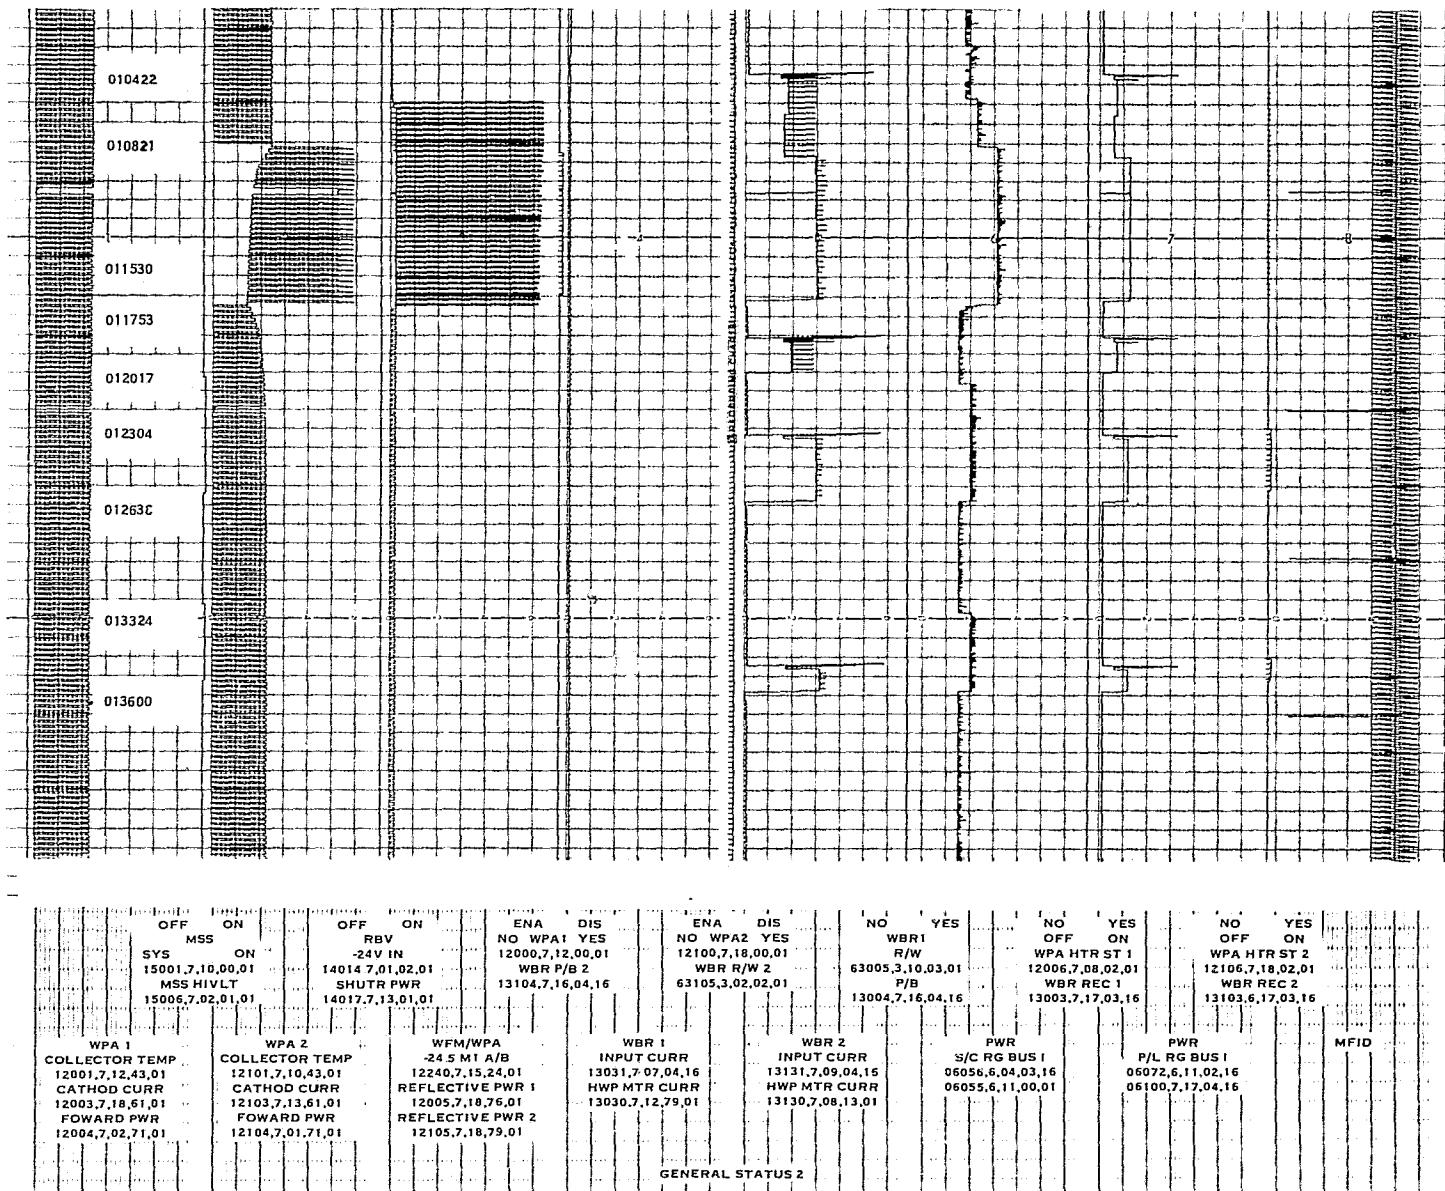 010422
010821
011530
011753
012017
012304
01263C
013324
013600
4
6
7
8
OFF ON
MSS
SYS ON
15001,7,10,00,01
MSS HIVLT
15006,7,02,01,01
OFF ON
RBV
-24V IN
14014 7,01,02,01
SHUTR PWR
14017,7,13,01,01
ENA DIS
NO WPA1 YES
12000,7,12,00,01
WBR P/B 2
13104,7,16,04,16
ENA DIS
NO WPA2 YES
12100,7,18,00,01
WBR R/W 2
63105,3,02,02,01
NO YES
WBR1
R/W
63005,3,10,03,01
P/B
13004,7,16,04,16
NO YES
OFF ON
WPA HTR ST 1
12006,7,08,02,01
WBR REC 1
13003,7,17,03,16
NO YES
OFF ON
WPA HTR ST 2
12106,7,18,02,01
WBR REC 2
13103,6,17,03,16
WPA 1
COLLECTOR TEMP
12001,7,12,43,01
CATHOD CURR
12003,7,18,61,01
FOWARD PWR
12004,7,02,71,01
WPA 2
COLLECTOR TEMP
12101,7,10,43,01
CATHOD CURR
12103,7,13,61,01
FOWARD PWR
12104,7,01,71,01
WFM/WPA
-24.5 M1 A/B
12240,7,15,24,01
REFLECTIVE PWR 1
12005,7,18,76,01
REFLECTIVE PWR 2
12105,7,18,79,01
WBR 1
INPUT CURR
13031,7,07,04,16
HWP MTR CURR
13030,7,12,79,01
WBR 2
INPUT CURR
13131,7,09,04,16
HWP MTR CURR
13130,7,08,13,01
PWR
S/C RG BUS 1
06056,6,04,03,16
06055,6,11,00,01
PWR
P/L RG BUS 1
06072,6,11,02,16
06100,7,17,04,16
MFID
GENERAL STATUS 2